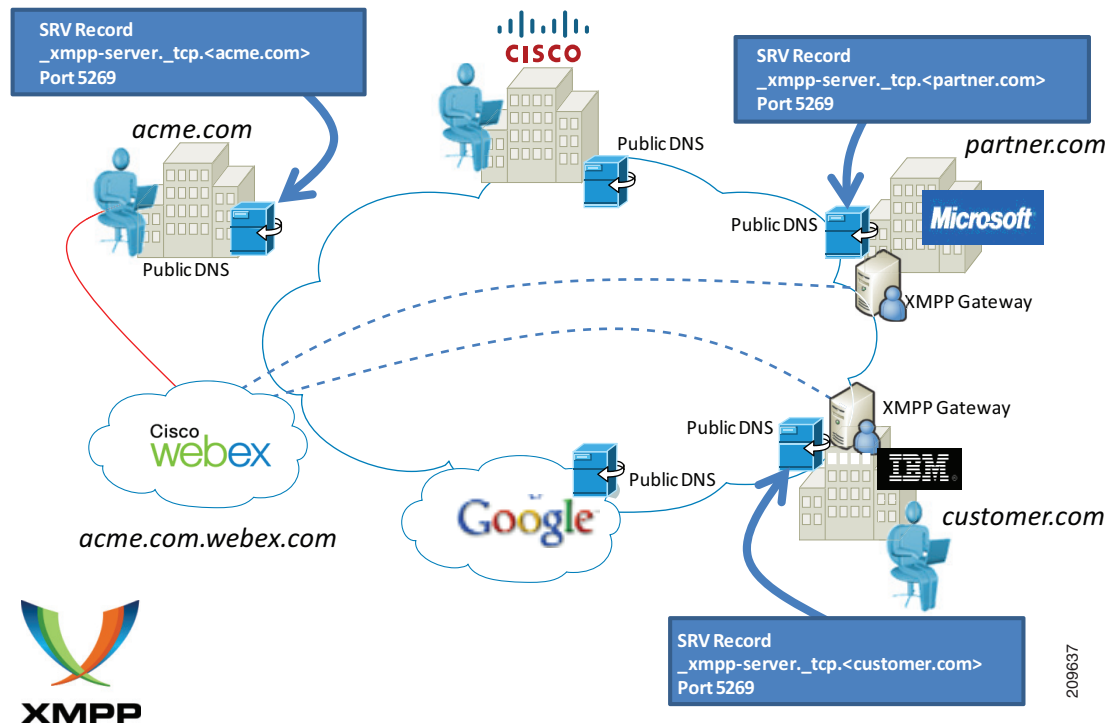 SRV Record
_xmpp-server._tcp.<acme.com>
Port 5269
CISCO
SRV Record
_xmpp-server._tcp.<partner.com>
Port 5269
acme.com
Public DNS
partner.com
Public DNS
Microsoft
Public DNS
XMPP Gateway
Cisco
webex
XMPP Gateway
Public DNS
IBM
Public DNS
Google
customer.com
acme.com.webex.com
SRV Record
_xmpp-server._tcp.<customer.com>
Port 5269
209637
XMPP